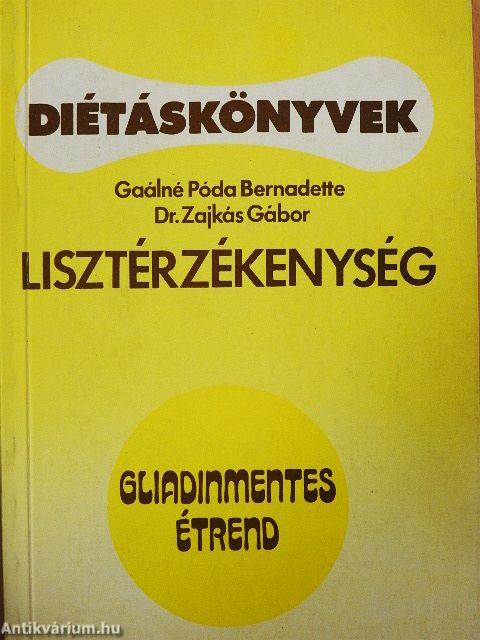 DIÉTÁSKÖNYVEK
Gaálné Póda Bernadette
Dr. Zajkás Gábor
LISZTÉRZÉKENYSÉG
GLIADINMENTES
ÉTREND
Antikvárium.hu